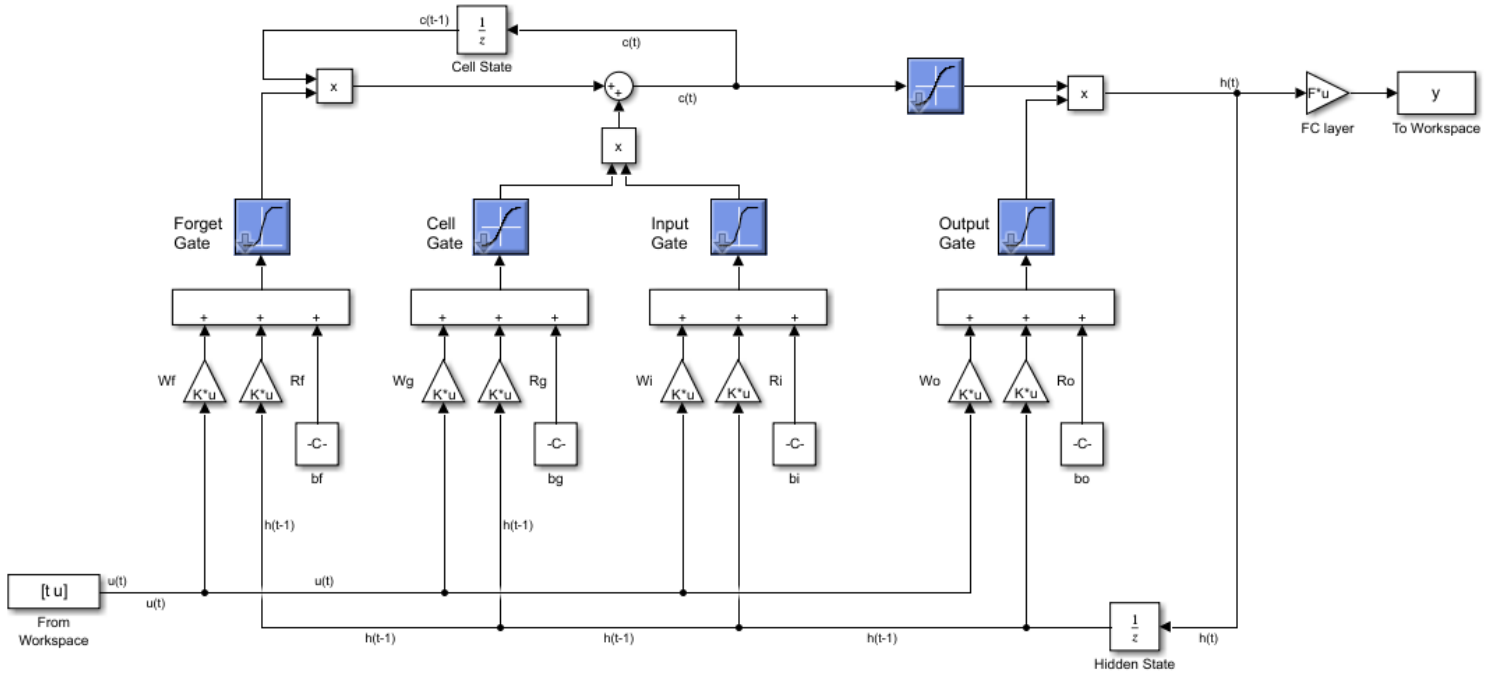 c(t-1)
1
z
Cell State
c(t)
x
+
+
c(t)
x
x
h(t)
F*u
FC layer
y
To Workspace
Forget
Gate
Cell
Gate
Input
Gate
Output
Gate
+ + +
+ + +
+ + +
+ + +
Wf
K*u
K*u
Rf
Wg
K*u
K*u
Rg
Wi
K*u
K*u
Ri
Wo
K*u
K*u
Ro
-C-
bf
-C-
bg
-C-
bi
-C-
bo
h(t-1)
h(t-1)
[t u]
From
Workspace
u(t)
u(t)
u(t)
h(t-1)
h(t-1)
h(t-1)
1
z
Hidden State
h(t)